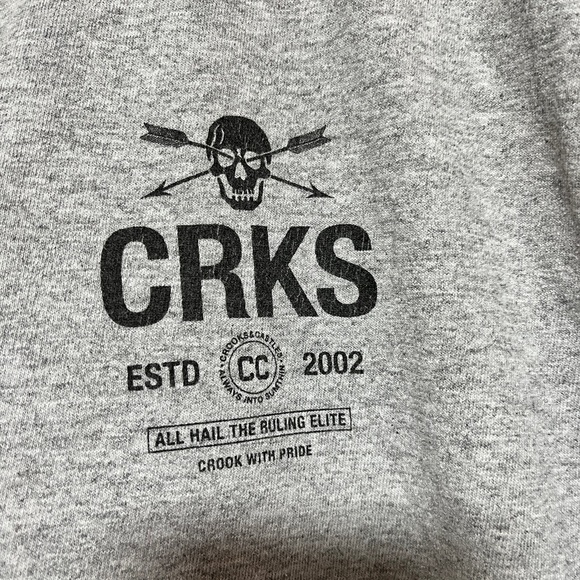 CRKS
ESTD CC 2002
CROOKS&CASTLES
ALWAYS INTO SUMTHIN
ALL HAIL THE RULING ELITE
CROOK WITH PRIDE